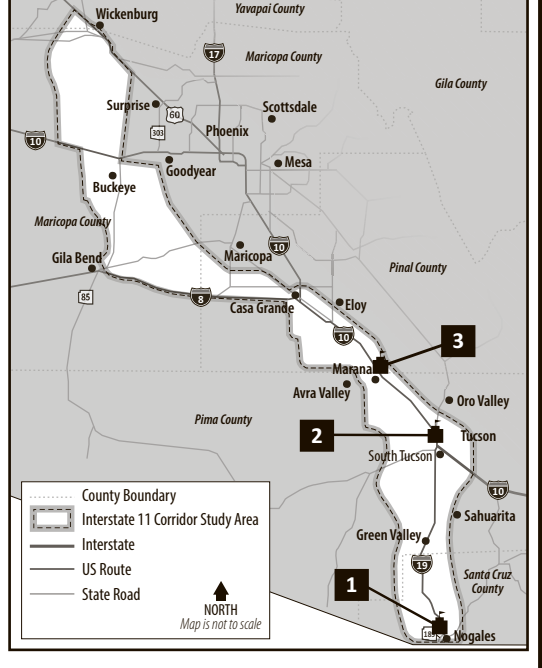 Wickenburg
Yavapai County
17
Maricopa County
Gila County
Surprise
60
Scottsdale
303
Phoenix
10
Goodyear
Mesa
Buckeye
Maricopa County
Gila Bend
Maricopa
10
Pinal County
85
8
Casa Grande
Eloy
10
3
Marana
Avra Valley
Oro Valley
Pima County
2
Tucson
South Tucson
10
County Boundary
Interstate 11 Corridor Study Area
Interstate
US Route
State Road
NORTH
Map is not to scale
Sahuarita
Green Valley
19
Santa Cruz
County
1
Nogales